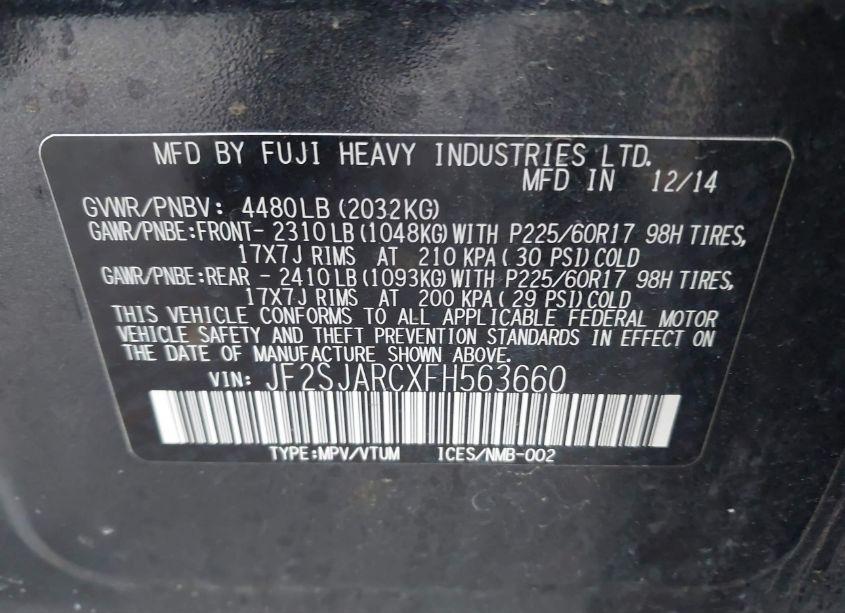 MFD BY FUJI HEAVY INDUSTRIES LTD.
MFD IN 12/14
GVWR/PNBV: 4480LB(2032KG)
GAWR/PNBE:FRONT- 2310LB(1048KG)WITH P225/60R17 98H TIRES,
17X7J RIMS AT 210 KPA( 30 PSI)COLD
GAWR/PNBE:REAR - 2410LB(1093KG)WITH P225/60R17 98H TIRES,
17X7J RIMS AT 200 KPA( 29 PSI)COLD
THIS VEHICLE CONFORMS TO ALL APPLICABLE FEDERAL MOTOR
VEHICLE SAFETY AND THEFT PREVENTION STANDARDS IN EFFECT ON
THE DATE OF MANUFACTURE SHOWN ABOVE.
VIN: JF2SJARCXFH563660
TYPE:MPV/VTUM ICES/NMB-002